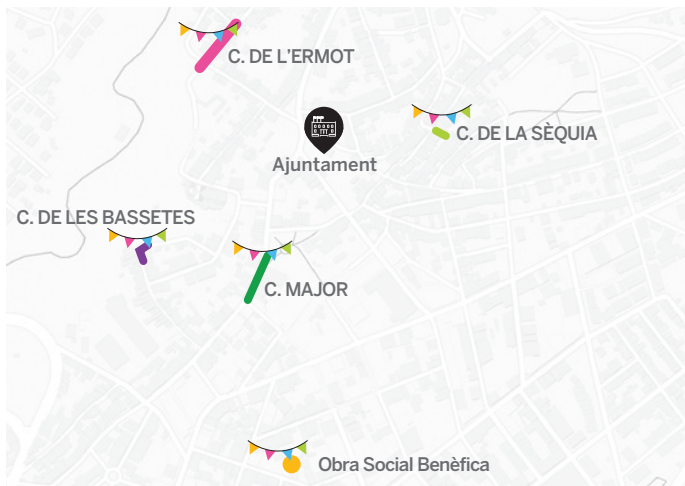 C. DE L'ERMOT
C. DE LA SÈQUIA
Ajuntament
C. DE LES BASSETES
C. MAJOR
Obra Social Benèfica